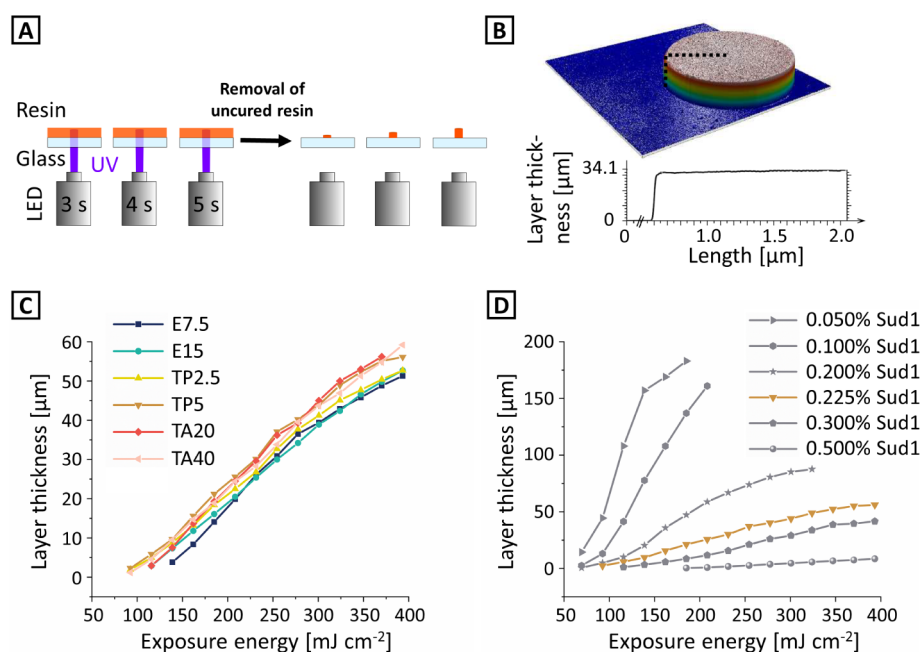 A
Removal of
uncured resin
Resin
Glass
UV
LED
3 s
4 s
5 s
B
Layer thick-
ness [µm]
34.1
0
0
1.0
2.0
Length [µm]
C
E7.5
E15
TP2.5
TP5
TA20
TA40
Layer thickness [µm]
60
50
40
30
20
10
0
50
100
150
200
250
300
350
400
Exposure energy [mJ cm⁻²]
D
0.050% Sud1
0.100% Sud1
0.200% Sud1
0.225% Sud1
0.300% Sud1
0.500% Sud1
Layer thickness [µm]
200
150
100
50
0
50
100
150
200
250
300
350
400
Exposure energy [mJ cm⁻²]